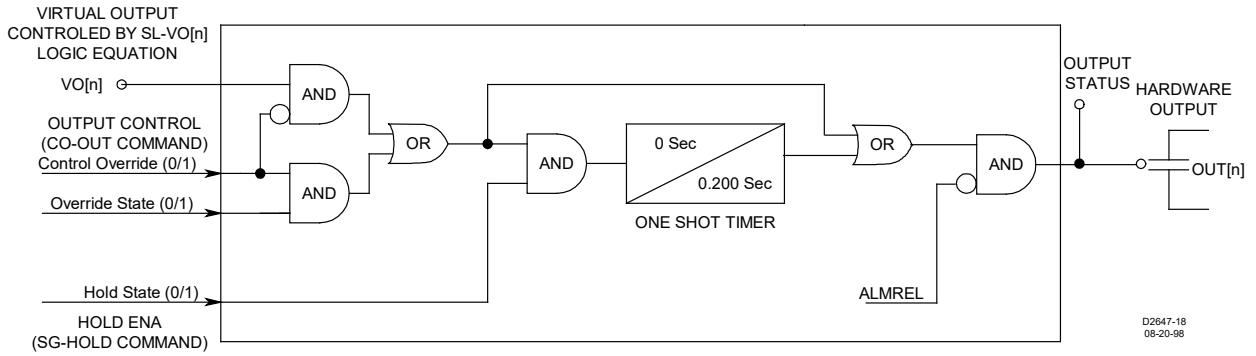 VIRTUAL OUTPUT
CONTROLED BY SL-VO[n]
LOGIC EQUATION
VO[n]
OUTPUT CONTROL
(CO-OUT COMMAND)
Control Override (0/1)
Override State (0/1)
Hold State (0/1)
HOLD ENA
(SG-HOLD COMMAND)
AND
AND
OR
AND
0 Sec
0.200 Sec
ONE SHOT TIMER
OR
AND
ALMREL
OUTPUT
STATUS
HARDWARE
OUTPUT
OUT[n]
D2647-18
08-20-98